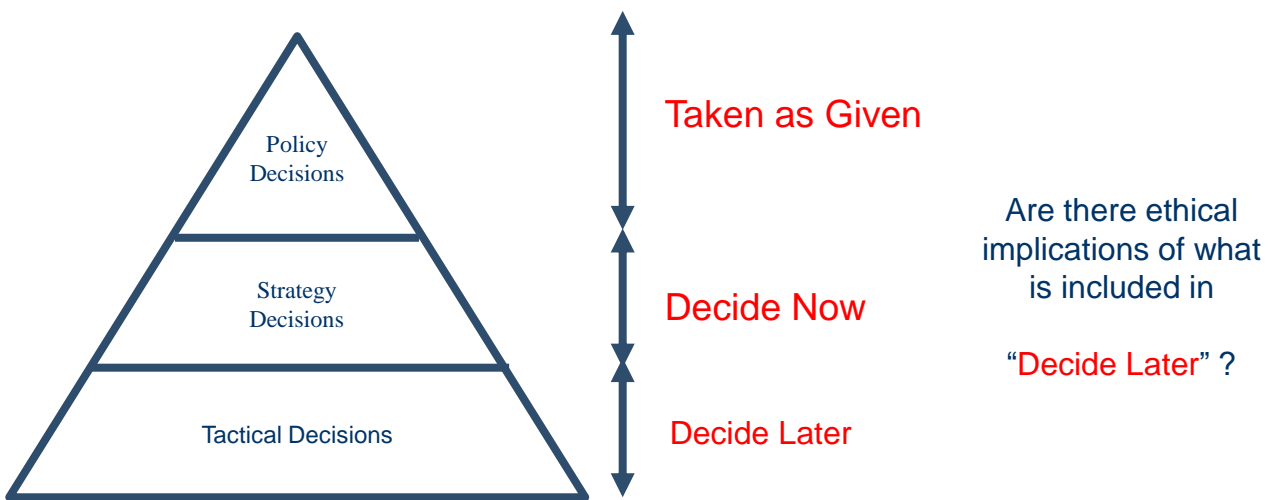 Policy
Decisions
Taken as Given
Strategy
Decisions
Decide Now
Tactical Decisions
Decide Later
Are there ethical
implications of what
is included in
“Decide Later” ?